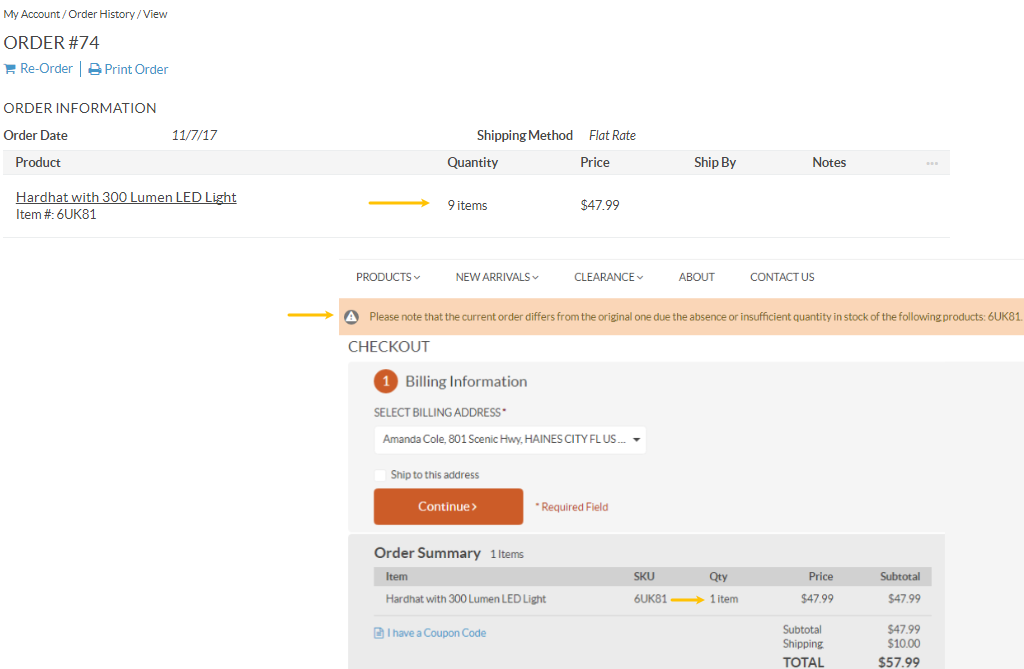 My Account / Order History / View
ORDER #74
Re-Order | Print Order
ORDER INFORMATION
Order Date 11/7/17 Shipping Method Flat Rate
Product Quantity Price Ship By Notes ...
Hardhat with 300 Lumen LED Light
Item #: 6UK81
9 items $47.99
PRODUCTS NEW ARRIVALS CLEARANCE ABOUT CONTACT US
Please note that the current order differs from the original one due the absence or insufficient quantity in stock of the following products: 6UK81.
CHECKOUT
1 Billing Information
SELECT BILLING ADDRESS*
Amanda Cole, 801 Scenic Hwy, HAINES CITY FL US ...
Ship to this address
Continue > * Required Field
Order Summary 1 Items
Item SKU Qty Price Subtotal
Hardhat with 300 Lumen LED Light 6UK81 1 item $47.99 $47.99
I have a Coupon Code
Subtotal $47.99
Shipping $10.00
TOTAL $57.99